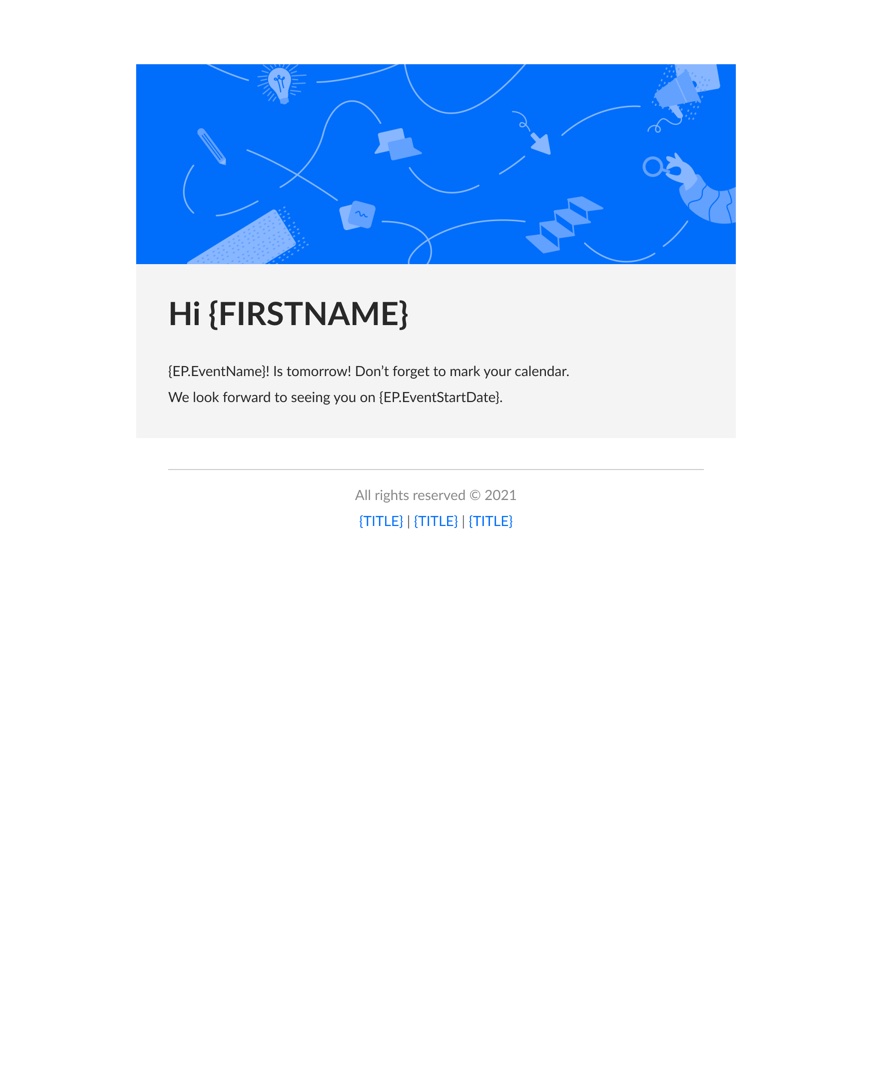 Hi {FIRSTNAME}
{EP.EventName}! Is tomorrow! Don’t forget to mark your calendar.
We look forward to seeing you on {EP.EventStartDate}.
All rights reserved © 2021
{TITLE} | {TITLE} | {TITLE}